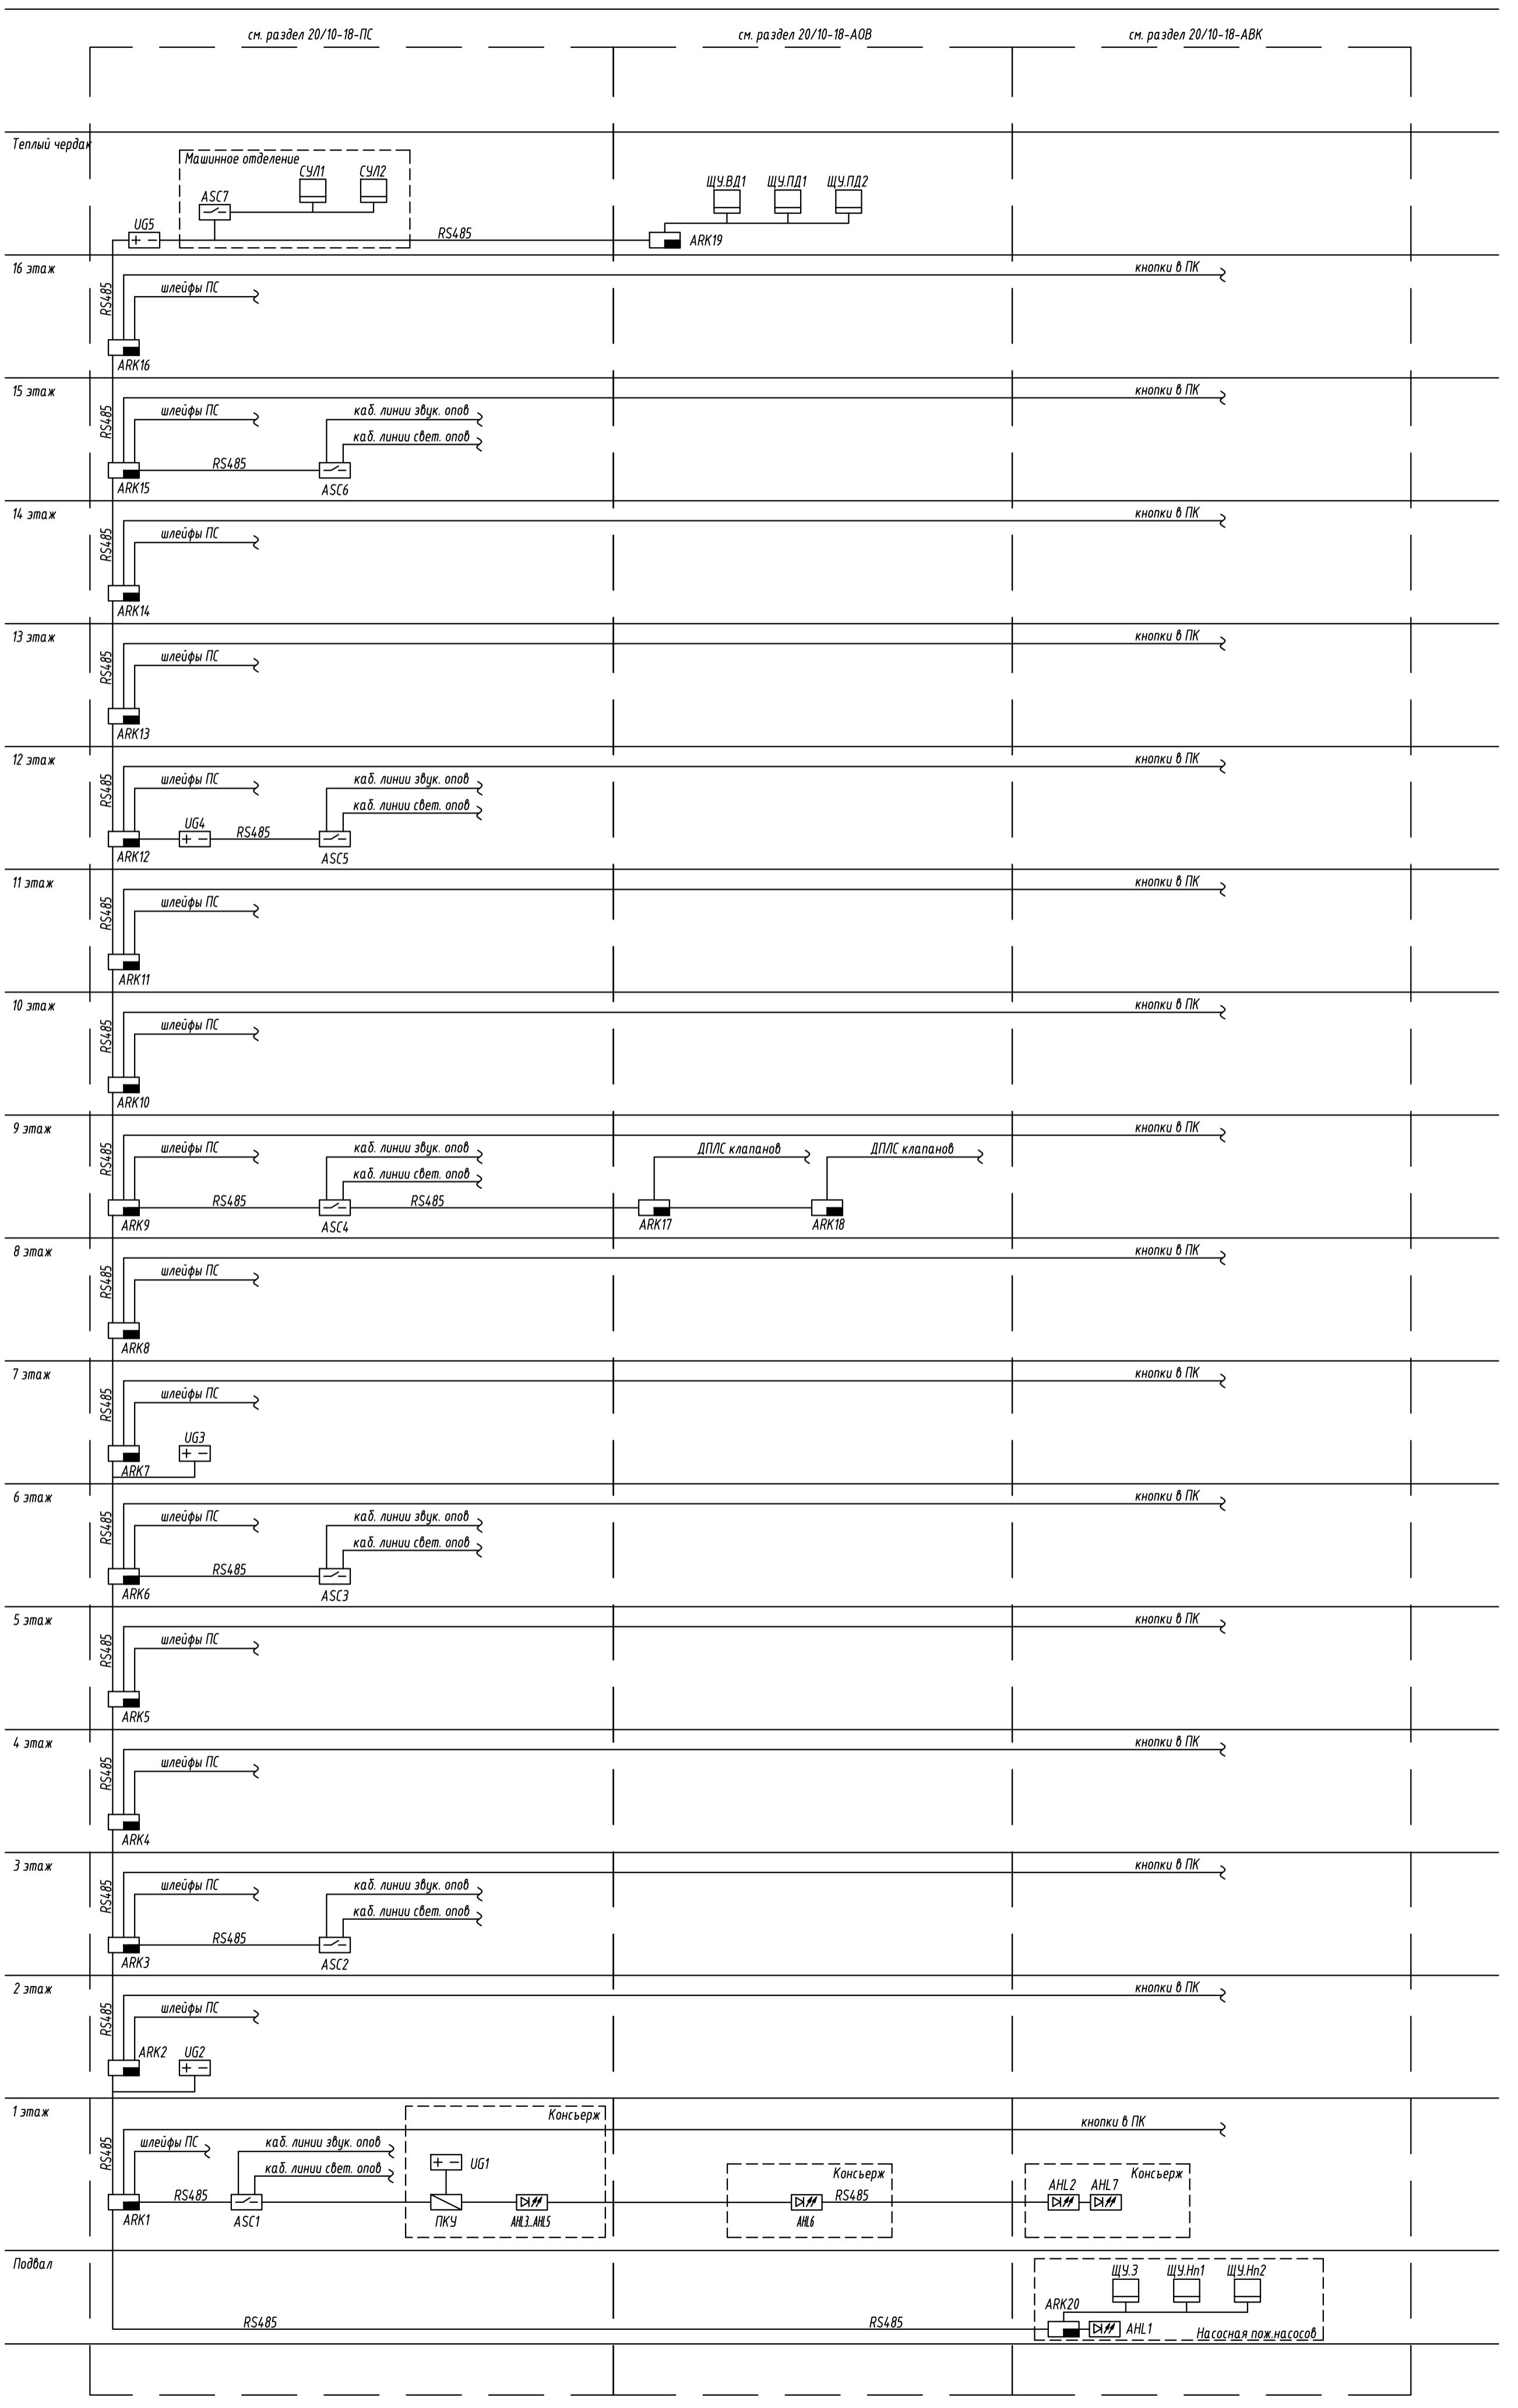 см. раздел 20/10-18-ПС
см. раздел 20/10-18-АОВ
см. раздел 20/10-18-АВК
Теплый чердак
Машинное отделение
СУЛ1
СУЛ2
ASC7
UG5
RS485
ЩУ.ВД1
ЩУ.ПД1
ЩУ.ПД2
ARK19
16 этаж
RS485
шлейфы ПС
кнопки в ПК
ARK16
15 этаж
RS485
шлейфы ПС
каб. линии звук. опов
каб. линии свет. опов
кнопки в ПК
RS485
ARK15
ASC6
14 этаж
RS485
шлейфы ПС
кнопки в ПК
ARK14
13 этаж
RS485
шлейфы ПС
кнопки в ПК
ARK13
12 этаж
RS485
шлейфы ПС
каб. линии звук. опов
каб. линии свет. опов
кнопки в ПК
UG4
RS485
ARK12
ASC5
11 этаж
RS485
шлейфы ПС
кнопки в ПК
ARK11
10 этаж
RS485
шлейфы ПС
кнопки в ПК
ARK10
9 этаж
RS485
шлейфы ПС
каб. линии звук. опов
каб. линии свет. опов
ДПЛС клапанов
ДПЛС клапанов
кнопки в ПК
RS485
RS485
ARK9
ASC4
ARK17
ARK18
8 этаж
RS485
шлейфы ПС
кнопки в ПК
ARK8
7 этаж
RS485
шлейфы ПС
кнопки в ПК
UG3
ARK7
6 этаж
RS485
шлейфы ПС
каб. линии звук. опов
каб. линии свет. опов
кнопки в ПК
RS485
ARK6
ASC3
5 этаж
RS485
шлейфы ПС
кнопки в ПК
ARK5
4 этаж
RS485
шлейфы ПС
кнопки в ПК
ARK4
3 этаж
RS485
шлейфы ПС
каб. линии звук. опов
каб. линии свет. опов
кнопки в ПК
RS485
ARK3
ASC2
2 этаж
RS485
шлейфы ПС
кнопки в ПК
ARK2
UG2
1 этаж
RS485
шлейфы ПС
каб. линии звук. опов
каб. линии свет. опов
Консьерж
кнопки в ПК
UG1
RS485
ARK1
ASC1
ПКУ
AHL3...AHL5
Консьерж
RS485
AHL6
Консьерж
AHL2
AHL7
Подвал
RS485
RS485
ЩУ.З
ЩУ.Нп1
ЩУ.Нп2
ARK20
AHL1
Насосная пож.насосов